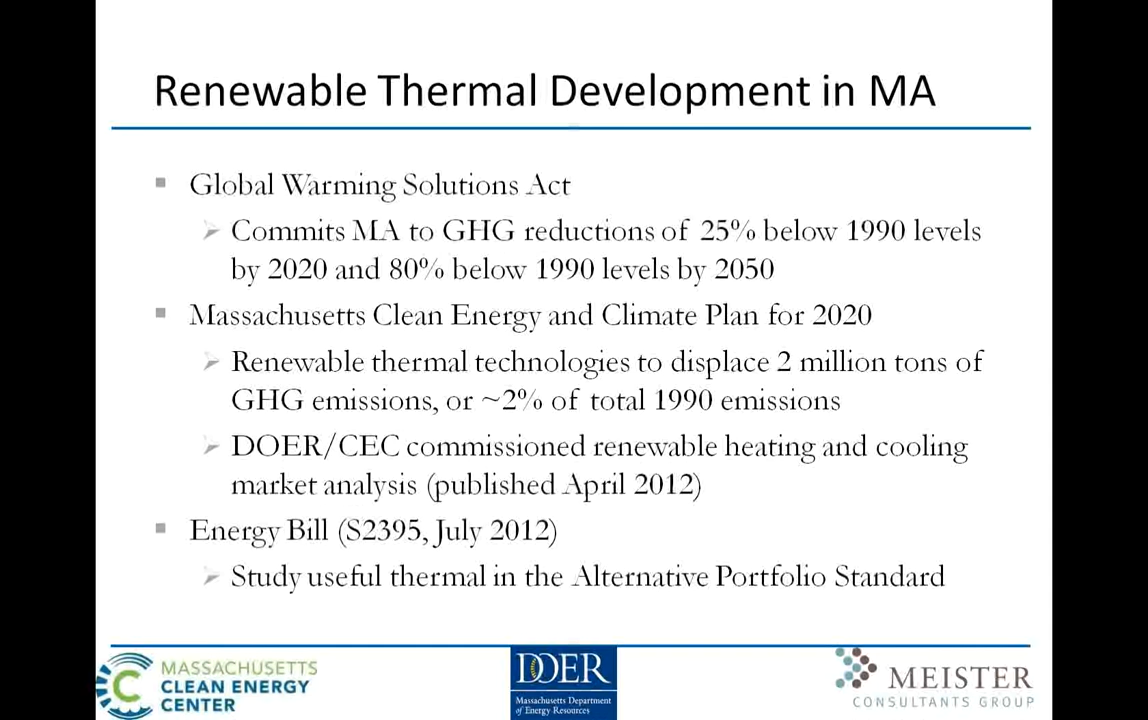 Renewable Thermal Development in MA
Global Warming Solutions Act
Commits MA to GHG reductions of 25% below 1990 levels
by 2020 and 80% below 1990 levels by 2050
Massachusetts Clean Energy and Climate Plan for 2020
Renewable thermal technologies to displace 2 million tons of
GHG emissions, or ~2% of total 1990 emissions
DOER/CEC commissioned renewable heating and cooling
market analysis (published April 2012)
Energy Bill (S2395, July 2012)
Study useful thermal in the Alternative Portfolio Standard
MASSACHUSETTS
CLEAN ENERGY
CENTER
DOER
Massachusetts Department
of Energy Resources
MEISTER
CONSULTANTS GROUP